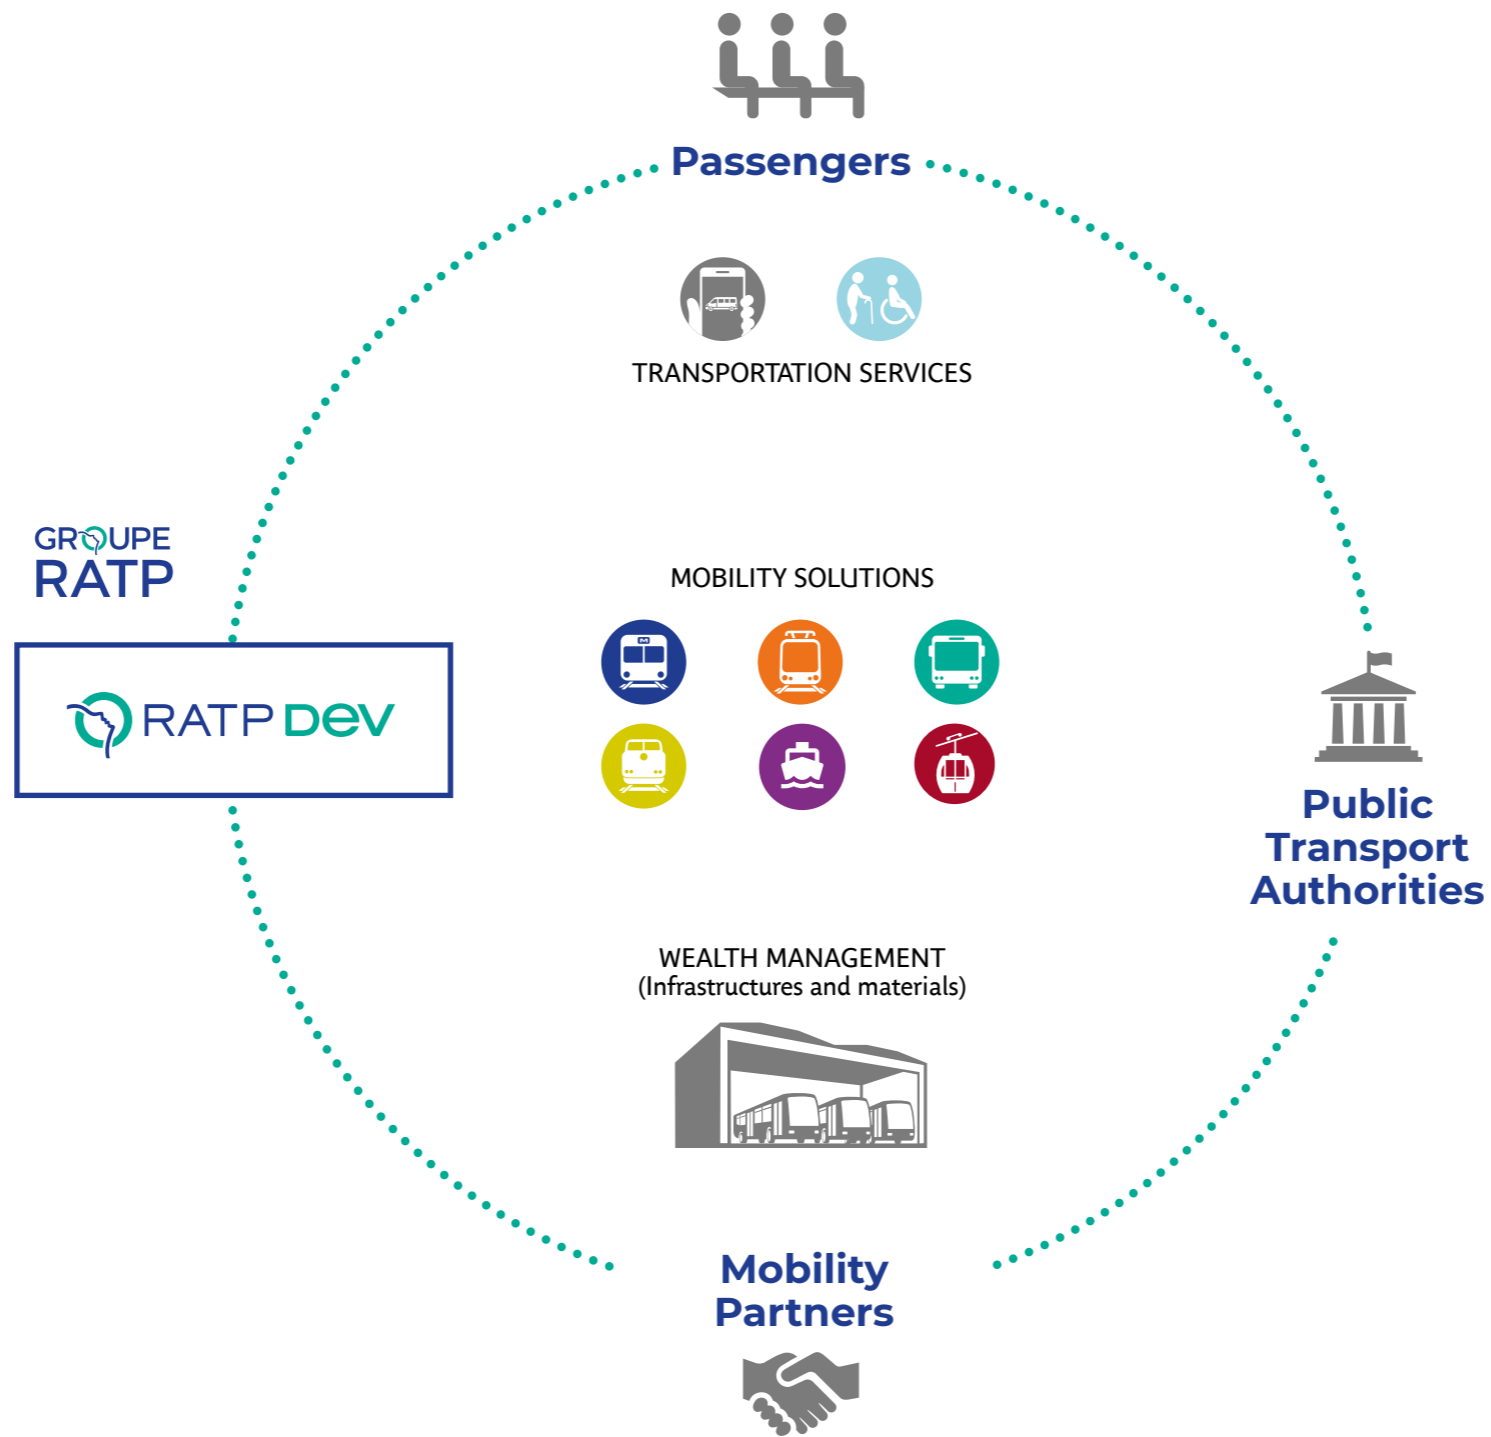 Passengers
TRANSPORTATION SERVICES
GROUPE
RATP
MOBILITY SOLUTIONS
M
RATP DEV
Public
Transport
Authorities
WEALTH MANAGEMENT
(Infrastructures and materials)
Mobility
Partners